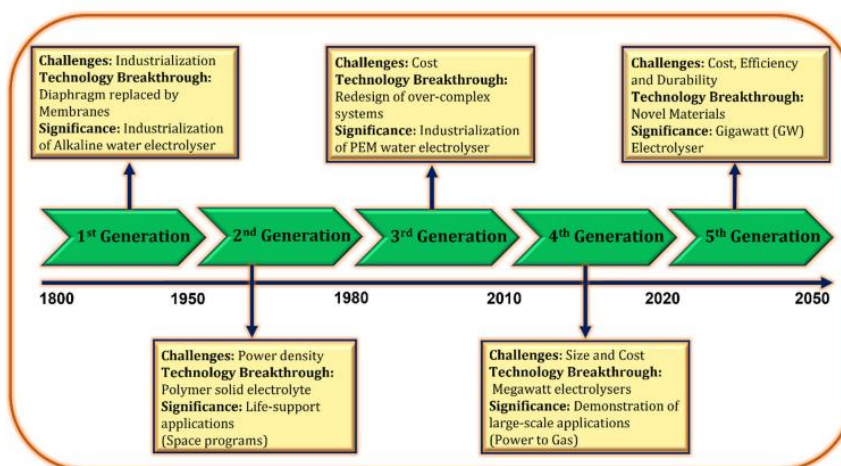 Challenges: Industrialization
Technology Breakthrough:
Diaphragm replaced by
Membranes
Significance: Industrialization
of Alkaline water electrolyser
Challenges: Cost
Technology Breakthrough:
Redesign of over-complex
systems
Significance: Industrialization
of PEM water electrolyser
Challenges: Cost, Efficiency
and Durability
Technology Breakthrough:
Novel Materials
Significance: Gigawatt (GW)
Electrolyser
1st Generation
2nd Generation
3rd Generation
4th Generation
5th Generation
1800
1950
1980
2010
2020
2050
Challenges: Power density
Technology Breakthrough:
Polymer solid electrolyte
Significance: Life-support
applications
(Space programs)
Challenges: Size and Cost
Technology Breakthrough:
Megawatt electrolysers
Significance: Demonstration of
large-scale applications
(Power to Gas)